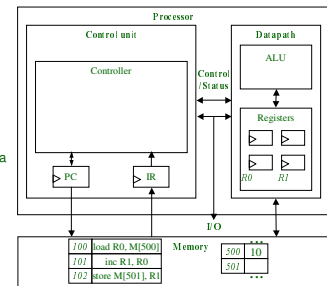 Processor
Control unit
Datapath
ALU
Controller
Control
/Status
Registers
a
PC
IR
R0
R1
I/O
Memory
100 load R0, M[500]
101 inc R1, R0
102 store M[501], R1
...
500 10
501
...